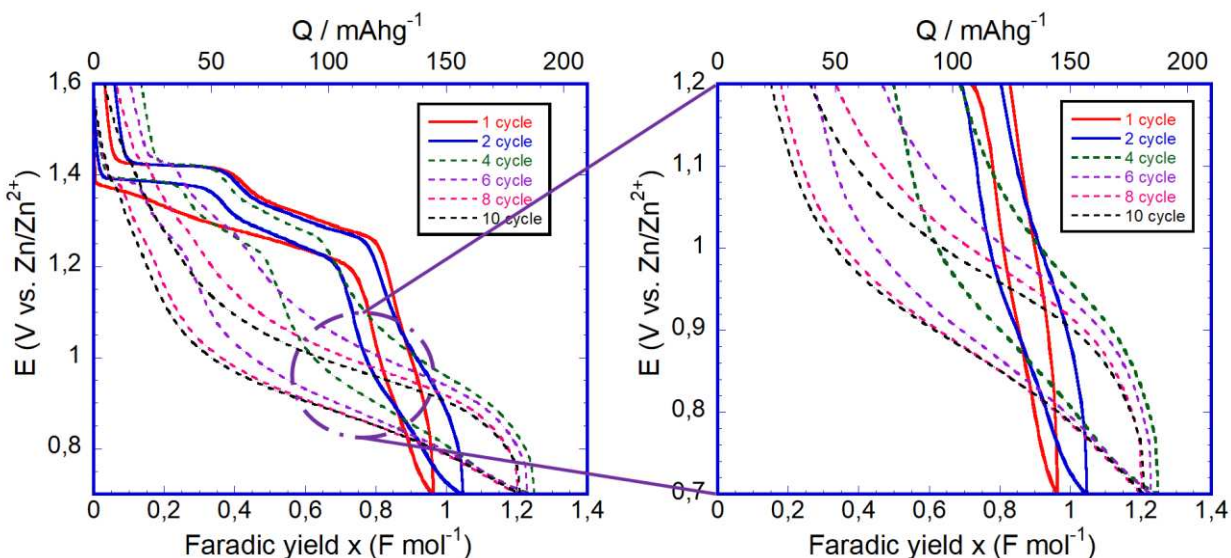 Q / mAhg⁻¹
0 50 100 150 200
1,6
1,4
1,2
1
0,8
E (V vs. Zn/Zn²⁺)
1 cycle
2 cycle
4 cycle
6 cycle
8 cycle
10 cycle
0 0,2 0,4 0,6 0,8 1 1,2 1,4
Faradic yield x (F mol⁻¹)
Q / mAhg⁻¹
0 50 100 150 200
1,2
1,1
1
0,9
0,8
0,7
E (V vs. Zn/Zn²⁺)
1 cycle
2 cycle
4 cycle
6 cycle
8 cycle
10 cycle
0 0,2 0,4 0,6 0,8 1 1,2 1,4
Faradic yield x (F mol⁻¹)